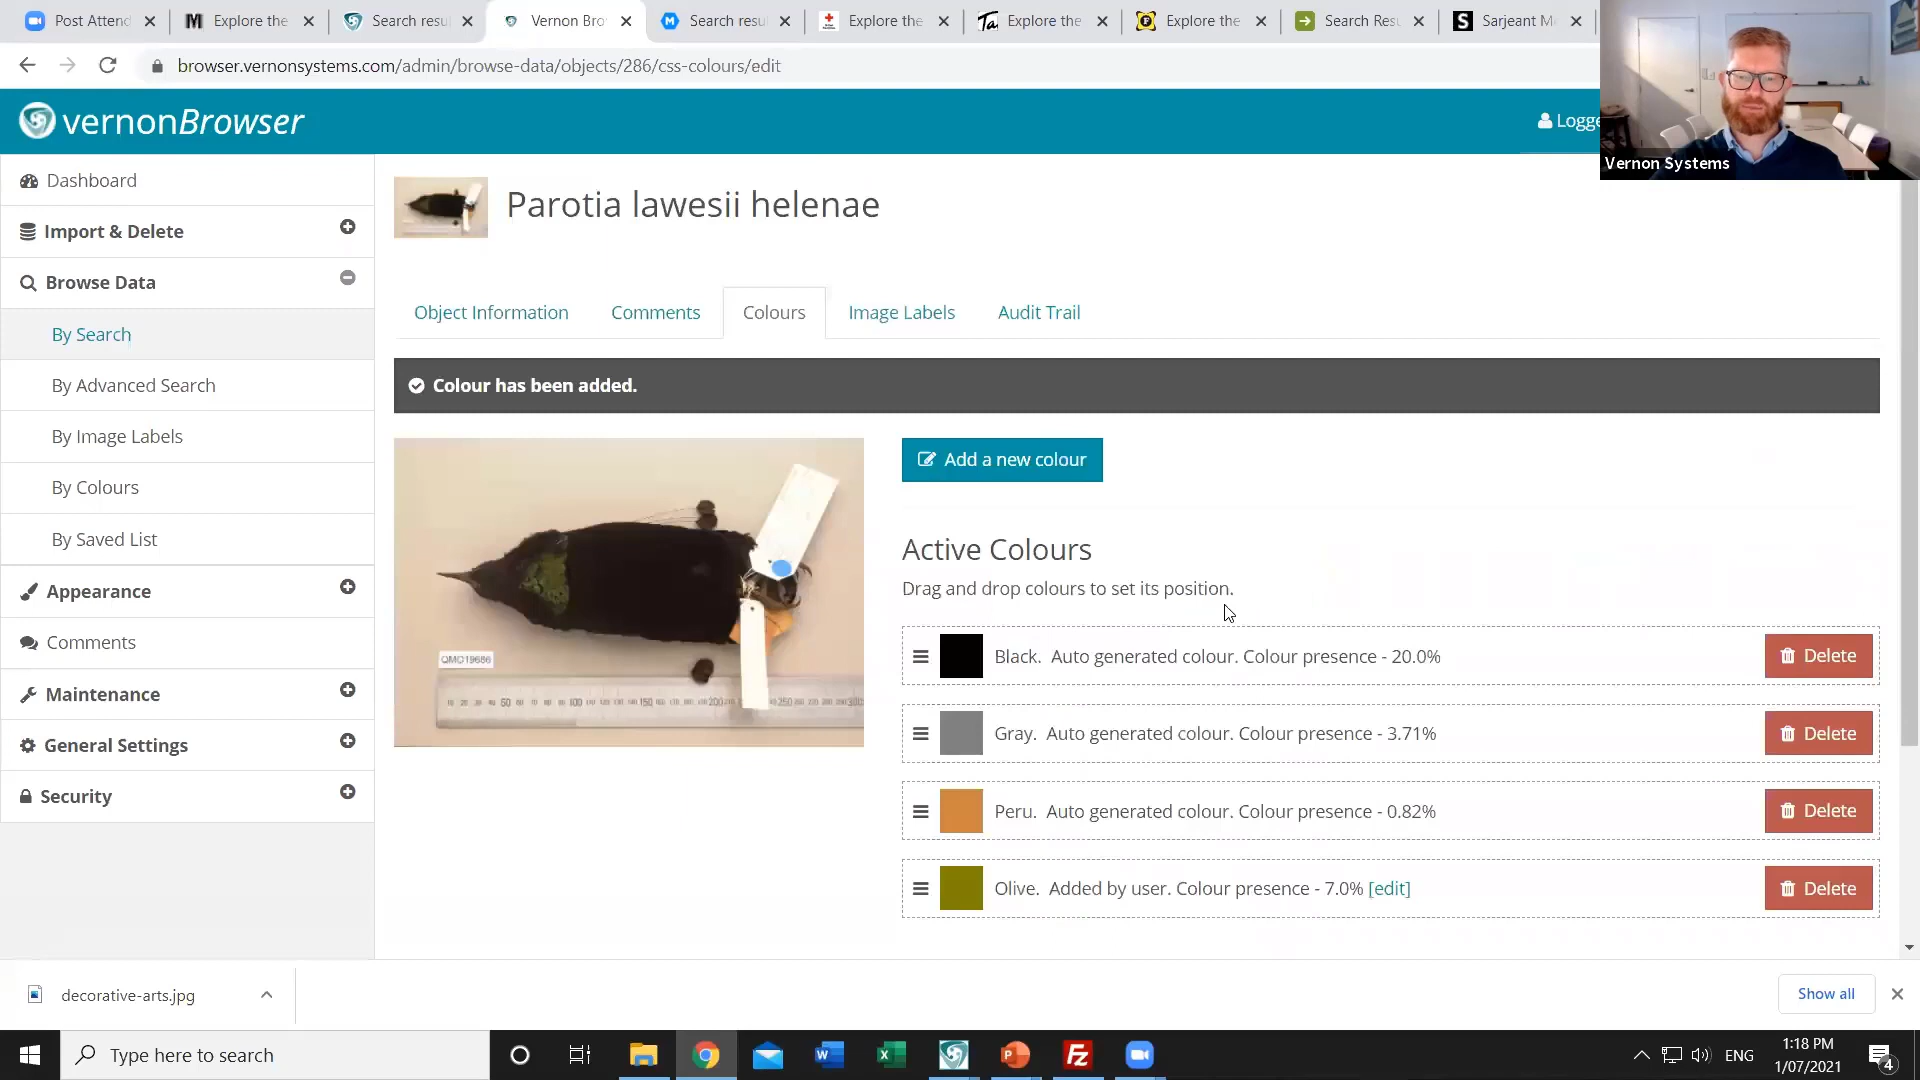 Post Attend
Explore the
Search resu
Vernon Bro
Search resu
Explore the
Explore the
Explore the
Search Res
Sarjeant M
browser.vernonsystems.com/admin/browse-data/objects/286/css-colours/edit
vernonBrowser
Logge
Vernon Systems
Dashboard
Import & Delete
Browse Data
By Search
By Advanced Search
By Image Labels
By Colours
By Saved List
Appearance
Comments
Maintenance
General Settings
Security
Parotia lawesii helenae
Object Information
Comments
Colours
Image Labels
Audit Trail
Colour has been added.
QMO19686
Add a new colour
Active Colours
Drag and drop colours to set its position.
Black. Auto generated colour. Colour presence - 20.0%
Delete
Gray. Auto generated colour. Colour presence - 3.71%
Delete
Peru. Auto generated colour. Colour presence - 0.82%
Delete
Olive. Added by user. Colour presence - 7.0% [edit]
Delete
decorative-arts.jpg
Show all
Type here to search
ENG
1:18 PM
1/07/2021
4